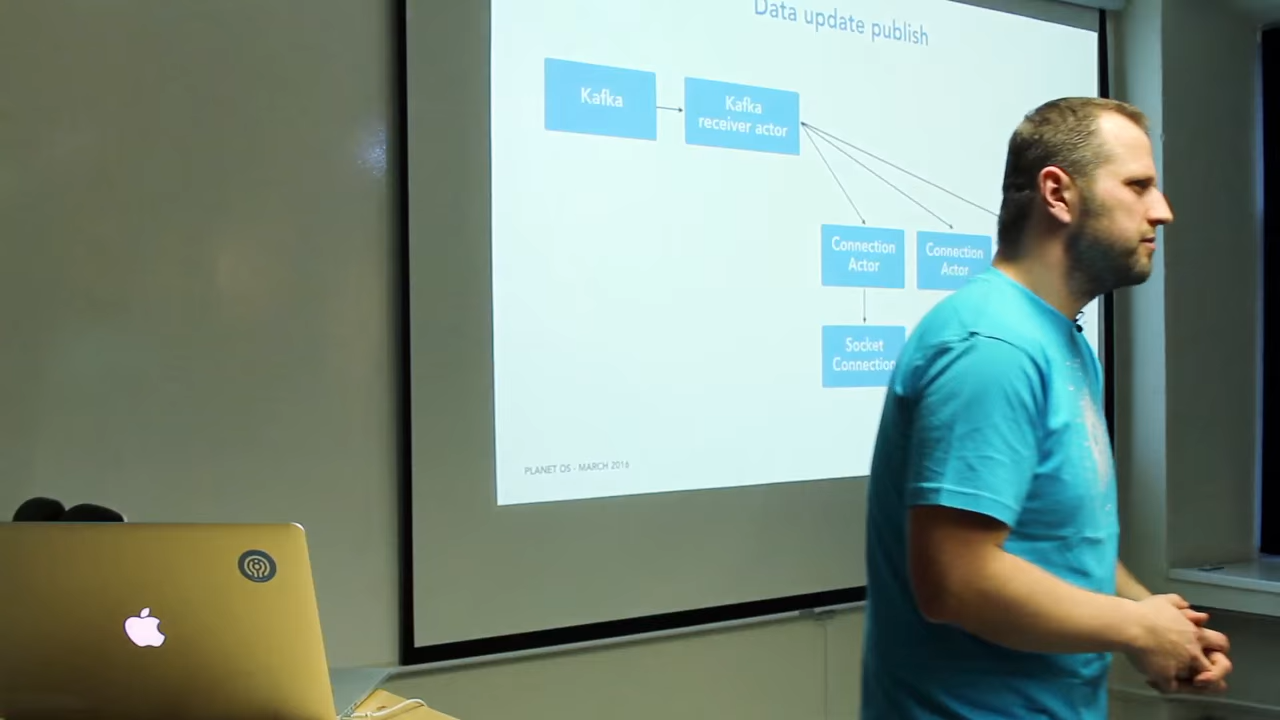 Data update publish
Kafka
Kafka
receiver actor
Connection
Actor
Connection
Actor
Socket
Connection
PLANET OS - MARCH 2016